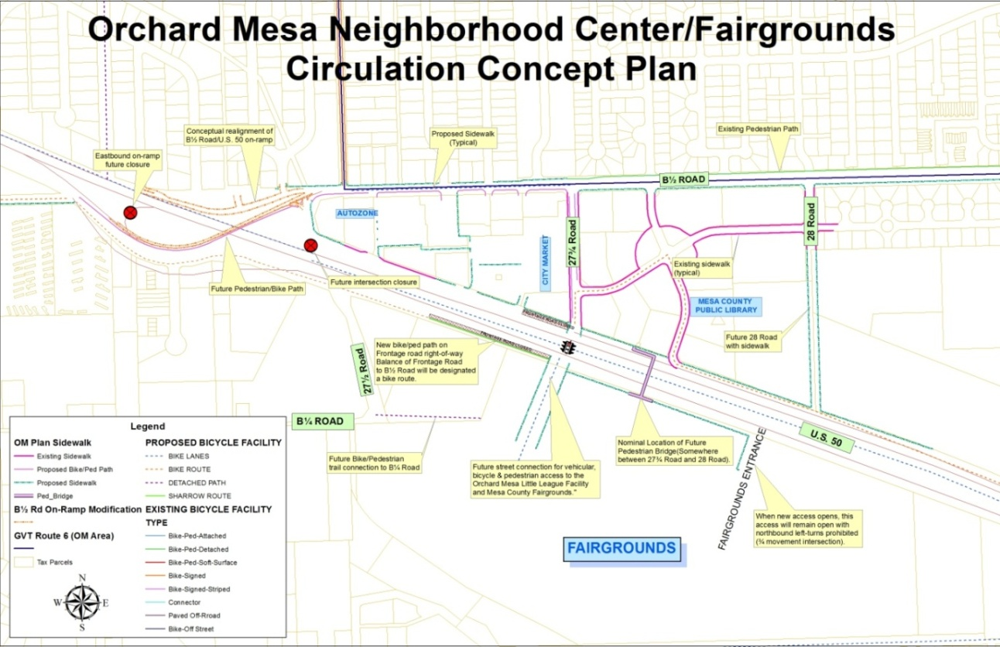 Orchard Mesa Neighborhood Center/Fairgrounds
Circulation Concept Plan
Conceptual realignment of
B½ Road/U.S. 50 on-ramp
Proposed Sidewalk
(Typical)
Existing Pedestrian Path
Eastbound on-ramp
future closure
B½ ROAD
AUTOZONE
CITY MARKET
27¾ Road
28 Road
Existing sidewalk
(typical)
Future Pedestrian/Bike Path
Future intersection closure
MESA COUNTY
PUBLIC LIBRARY
Future 28 Road
with sidewalk
New bike/ped path on
Frontage road right-of-way
Balance of Frontage Road
to B½ Road will be designated
a bike route.
27½ Road
B¼ ROAD
U.S. 50
Future Bike/Pedestrian
trail connection to B¼ Road
Future street connection for vehicular,
bicycle & pedestrian access to the
Orchard Mesa Little League Facility
and Mesa County Fairgrounds."
Nominal Location of Future
Pedestrian Bridge(Somewhere
between 27¾ Road and 28 Road).
FAIRGROUNDS ENTRANCE
When new access opens, this
access will remain open with
northbound left-turns prohibited
(¾ movement intersection).
FAIRGROUNDS
Legend
OM Plan Sidewalk
Existing Sidewalk
Proposed Bike/Ped Path
Proposed Sidewalk
Ped_Bridge
B½ Rd On-Ramp Modification
GVT Route 6 (OM Area)
Tax Parcels
N
W
E
S
PROPOSED BICYCLE FACILITY
BIKE LANES
BIKE ROUTE
DETACHED PATH
SHARROW ROUTE
EXISTING BICYCLE FACILITY
TYPE
Bike-Ped-Attached
Bike-Ped-Detached
Bike-Ped-Soft-Surface
Bike-Signed
Bike-Signed-Striped
Connector
Paved Off-Rroad
Bike-Off Street